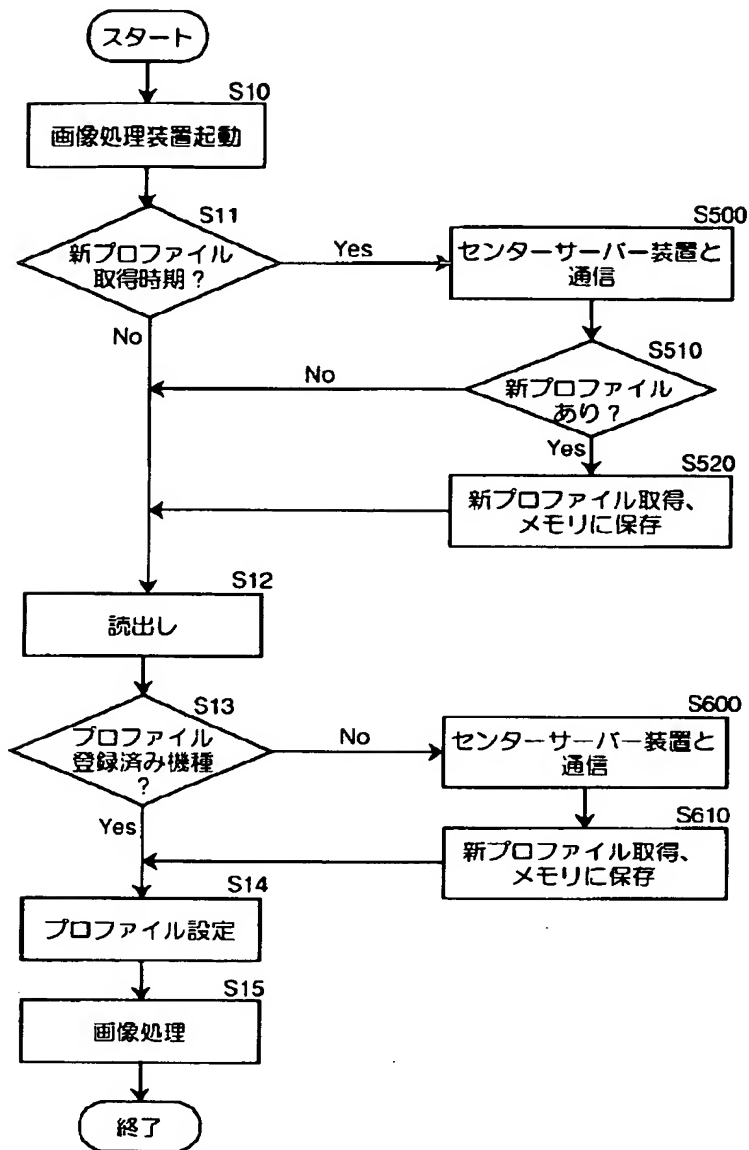 スタート
S10
画像処理装置起動
S11
新プロファイル
取得時期?
Yes
No
S500
センターサーバー装置と
通信
S510
新プロファイル
あり?
No
Yes
S520
新プロファイル取得、
メモリに保存
S12
読出し
S13
プロファイル
登録済み機種
?
No
Yes
S600
センターサーバー装置と
通信
S610
新プロファイル取得、
メモリに保存
S14
プロファイル設定
S15
画像処理
終了